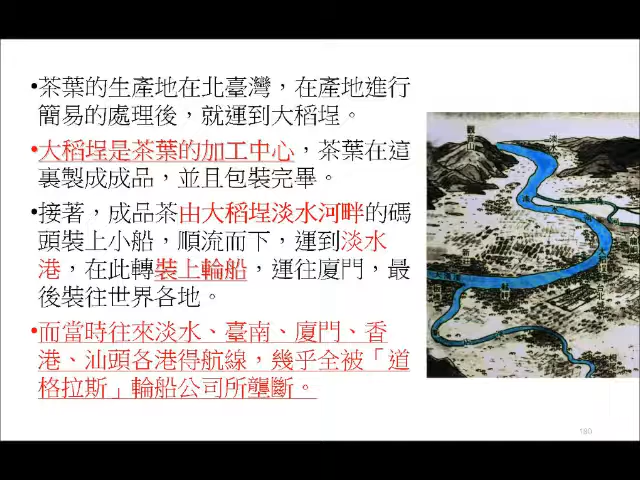 •茶葉的生產地在北臺灣，在產地進行
簡易的處理後，就運到大稻埕。
•大稻埕是茶葉的加工中心，茶葉在這
裏製成成品，並且包裝完畢。
•接著，成品茶由大稻埕淡水河畔的碼
頭裝上小船，順流而下，運到淡水
港，在此轉裝上輪船，運往廈門，最
後裝往世界各地。
•而當時往來淡水、臺南、廈門、香
港、汕頭各港得航線，幾乎全被「道
格拉斯」輪船公司所壟斷。
觀音山
淡水
180